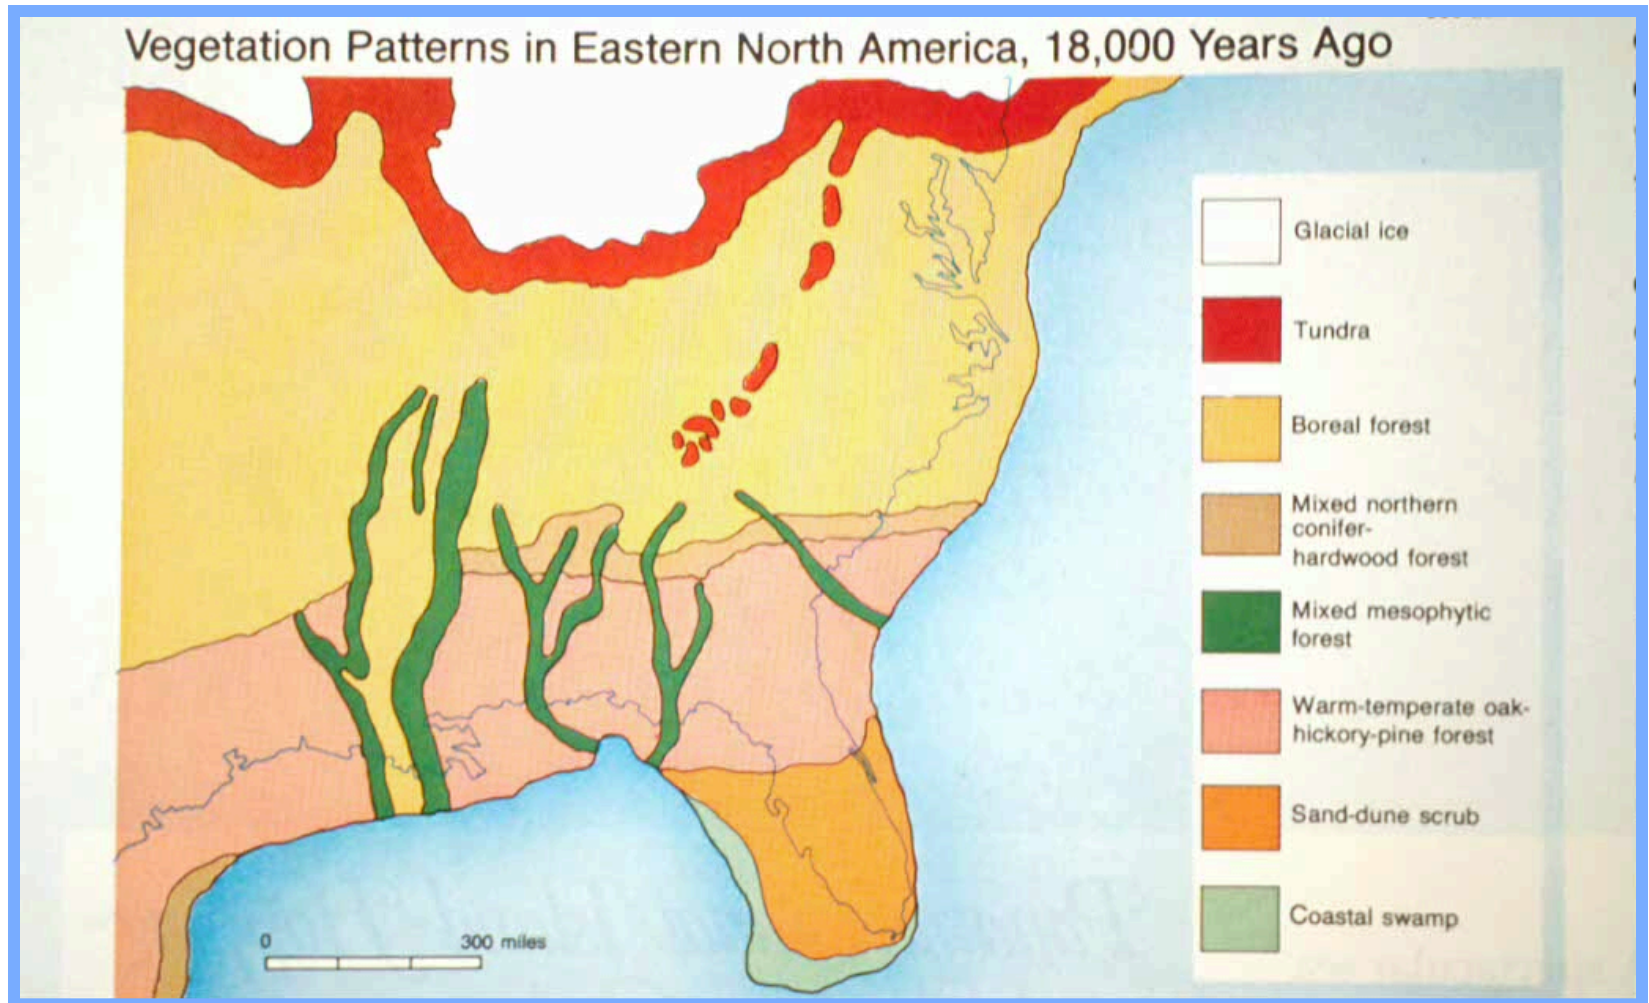 Vegetation Patterns in Eastern North America, 18,000 Years Ago
Glacial ice
Tundra
Boreal forest
Mixed northern
conifer-
hardwood forest
Mixed mesophytic
forest
Warm-temperate oak-
hickory-pine forest
Sand-dune scrub
Coastal swamp
0 300 miles